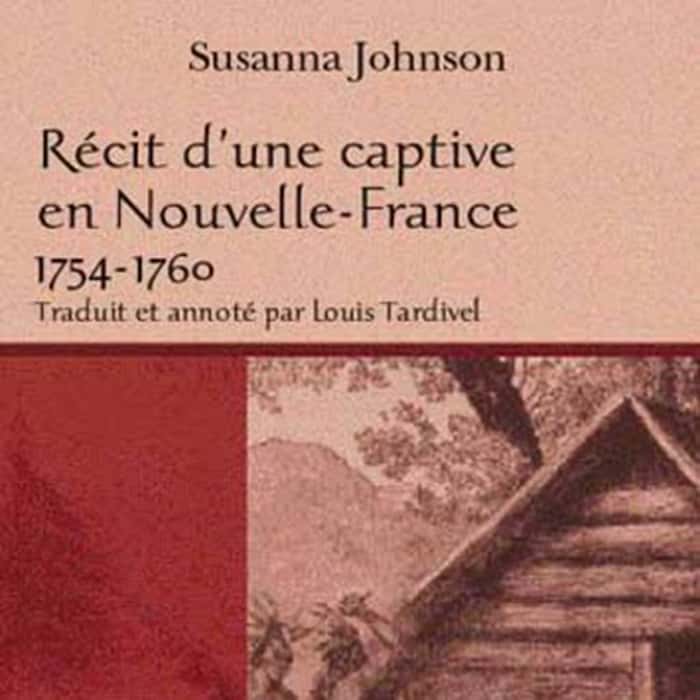 Susanna Johnson
Récit d'une captive
en Nouvelle-France
1754-1760
Traduit et annoté par Louis Tardivel